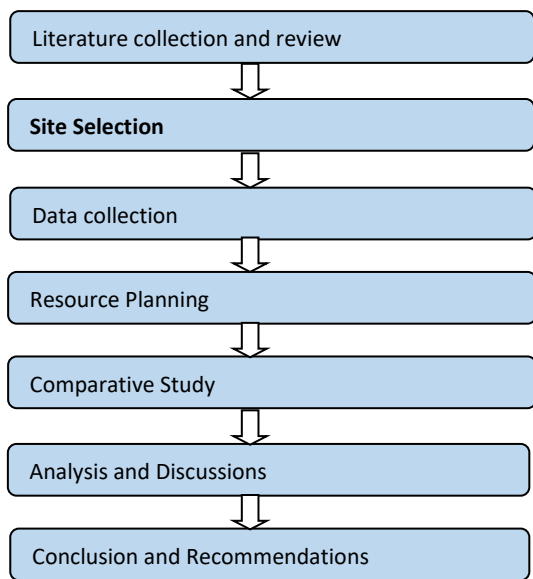 Literature collection and review
Site Selection
Data collection
Resource Planning
Comparative Study
Analysis and Discussions
Conclusion and Recommendations